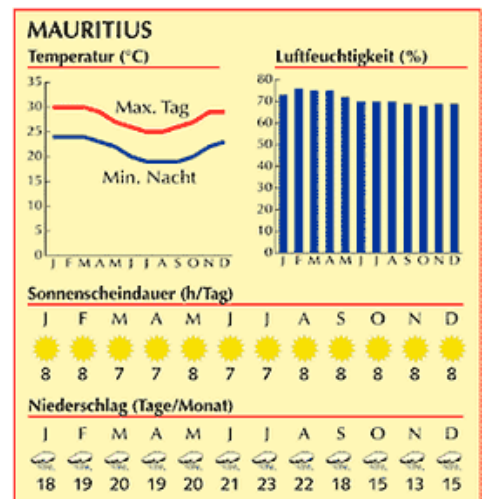 MAURITIUS
Temperatur (°C)
35
30
25
20
15
10
5
0
Max. Tag
Min. Nacht
J F M A M J J A S O N D
Luftfeuchtigkeit (%)
80
70
60
50
40
30
20
10
0
J F M A M J J A S O N D
Sonnenscheindauer (h/Tag)
J F M A M J J A S O N D
8 8 7 7 8 7 7 8 8 8 8 8
Niederschlag (Tage/Monat)
J F M A M J J A S O N D
18 19 20 19 20 21 23 22 18 15 13 15